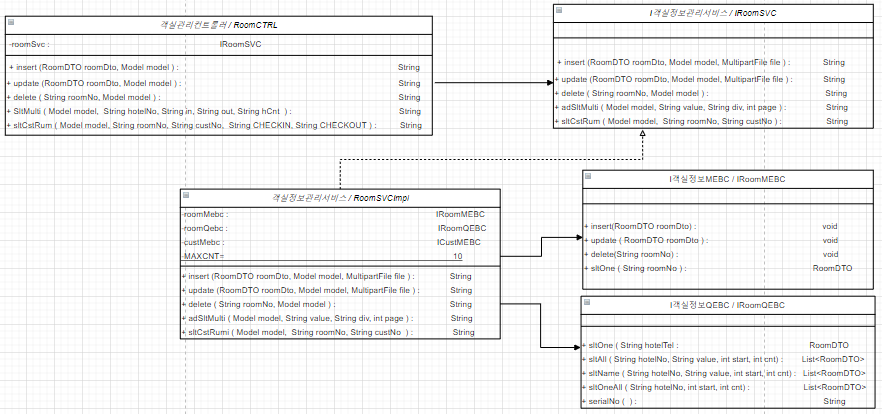 객실관리컨트롤러 / RoomCTRL
-roomSvc : IRoomSVC
+ insert (RoomDTO roomDto, Model model ) : String
+ update (RoomDTO roomDto, Model model ) : String
+ delete ( String roomNo, Model model ) : String
+ SltMulti ( Model model, String hotelNo, String in, String out, String hCnt ) : String
+ sltCstRum ( Model model, String roomNo, String custNo, String CHECKIN, String CHECKOUT ) : String
I객실정보관리서비스 / IRoomSVC
+ insert (RoomDTO roomDto, Model model, MultipartFile file ) : String
+ update (RoomDTO roomDto, Model model, MultipartFile file ) : String
+ delete ( String roomNo, Model model ) : String
+ adSltMulti ( Model model, String value, String div, int page ) : String
+ sltCstRum ( Model model, String roomNo, String custNo ) : String
객실정보관리서비스 / RoomSVCImpl
-roomMebc : IRoomMEBC
-roomQebc : IRoomQEBC
-custMebc : ICustMEBC
-MAXCNT= 10
+ insert (RoomDTO roomDto, Model model, MultipartFile file ) : String
+ update (RoomDTO roomDto, Model model, MultipartFile file ) : String
+ delete ( String roomNo, Model model ) : String
+ adSltMulti ( Model model, String value, String div, int page ) : String
+ sltCstRumi ( Model model, String roomNo, String custNo ) : String
I객실정보MEBC / IRoomMEBC
+ insert(RoomDTO roomDto) : void
+ update ( RoomDTO roomDto ) : void
+ delete(String roomNo) : void
+ sltOne ( String roomNo ) : RoomDTO
I객실정보QEBC / IRoomQEBC
+ sltOne ( String hotelTel : RoomDTO
+ sltAll ( String hotelNo, String value, int start, int cnt) : List<RoomDTO>
+ sltName ( String hotelNo, String value, int start, int cnt) : List<RoomDTO>
+ sltOneAll ( String hotelNo, int start, int cnt) : List<RoomDTO>
+ serialNo ( ) : String